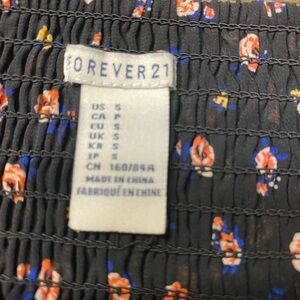 FOREVER 21
US S
CA P
EU S
UK S
KR S
JP S
CN 160/84A
MADE IN CHINA
FABRIQUÉ EN CHINE